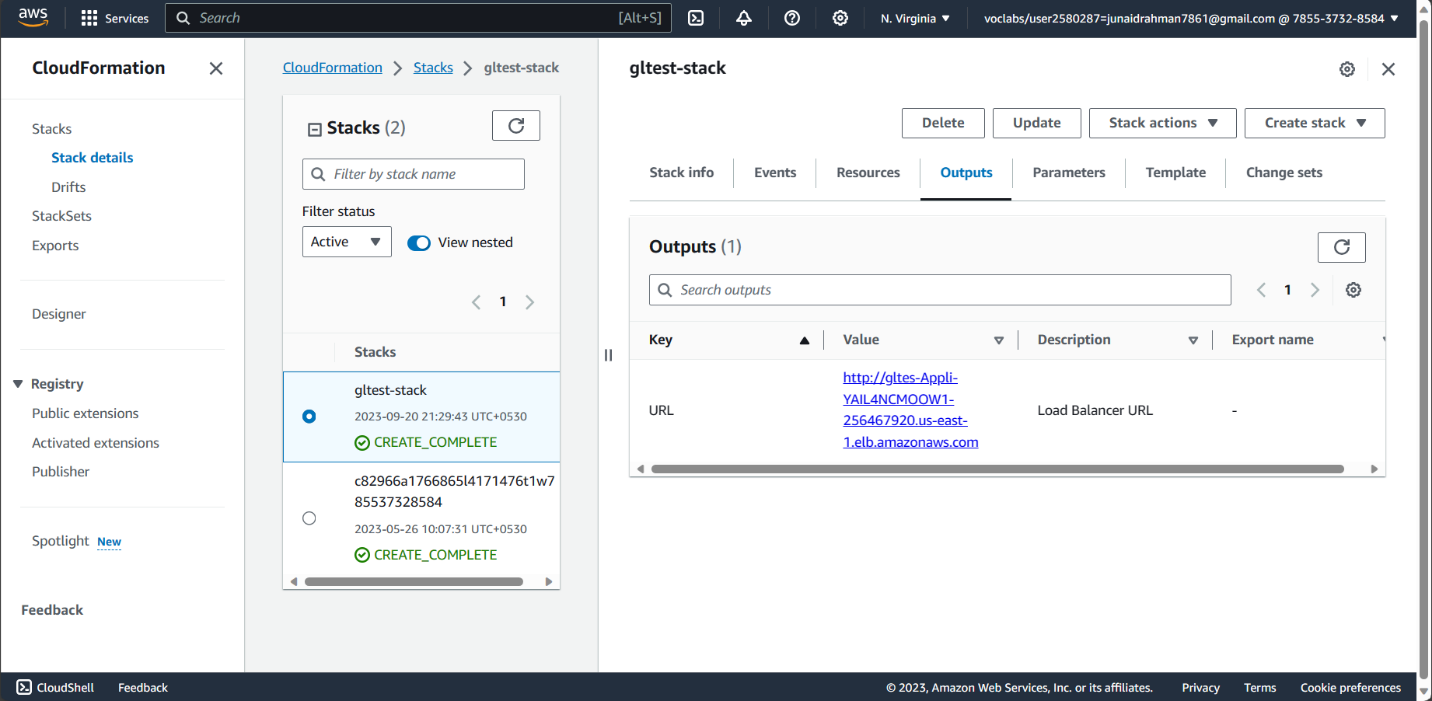 aws
Services
Search
[Alt+S]
N. Virginia
voclabs/user2580287=junaidrahman7861@gmail.com @ 7855-3732-8584
CloudFormation
Stacks
Stack details
Drifts
StackSets
Exports
Designer
Registry
Public extensions
Activated extensions
Publisher
Spotlight New
Feedback
CloudFormation
Stacks
gltest-stack
Stacks (2)
Filter by stack name
Filter status
Active
View nested
1
Stacks
gltest-stack
2023-09-20 21:29:43 UTC+0530
CREATE_COMPLETE
c82966a1766865l4171476t1w7
85537328584
2023-05-26 10:07:31 UTC+0530
CREATE_COMPLETE
gltest-stack
Delete
Update
Stack actions
Create stack
Stack info
Events
Resources
Outputs
Parameters
Template
Change sets
Outputs (1)
Search outputs
1
Key
Value
Description
Export name
URL
http://gltes-Appli-
YAIL4NCMOOW1-
256467920.us-east-
1.elb.amazonaws.com
Load Balancer URL
-
CloudShell
Feedback
© 2023, Amazon Web Services, Inc. or its affiliates.
Privacy
Terms
Cookie preferences